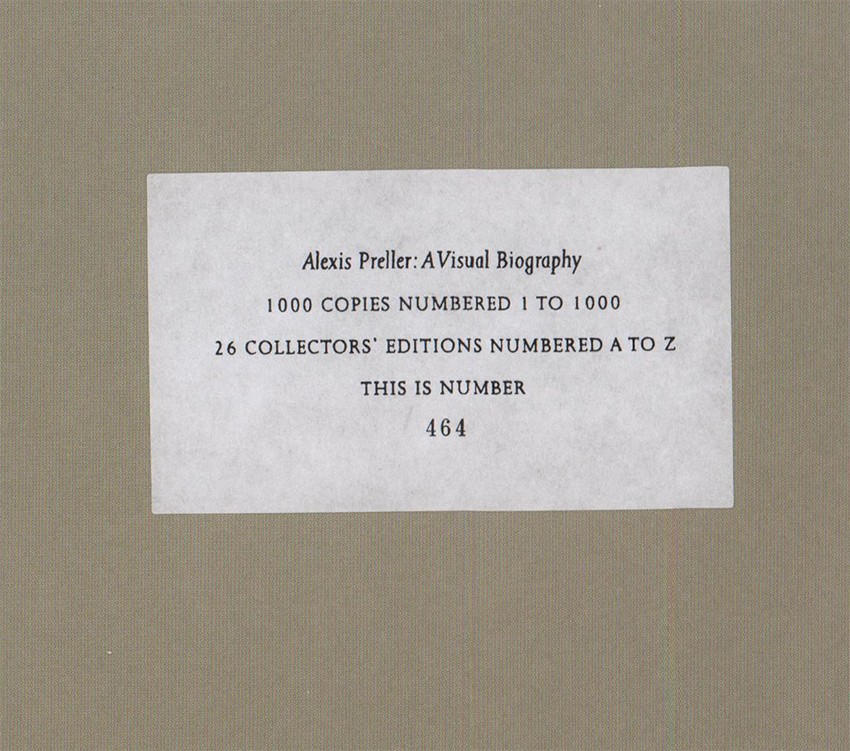 Alexis Preller: A Visual Biography
1000 COPIES NUMBERED 1 TO 1000
26 COLLECTORS' EDITIONS NUMBERED A TO Z
THIS IS NUMBER
464